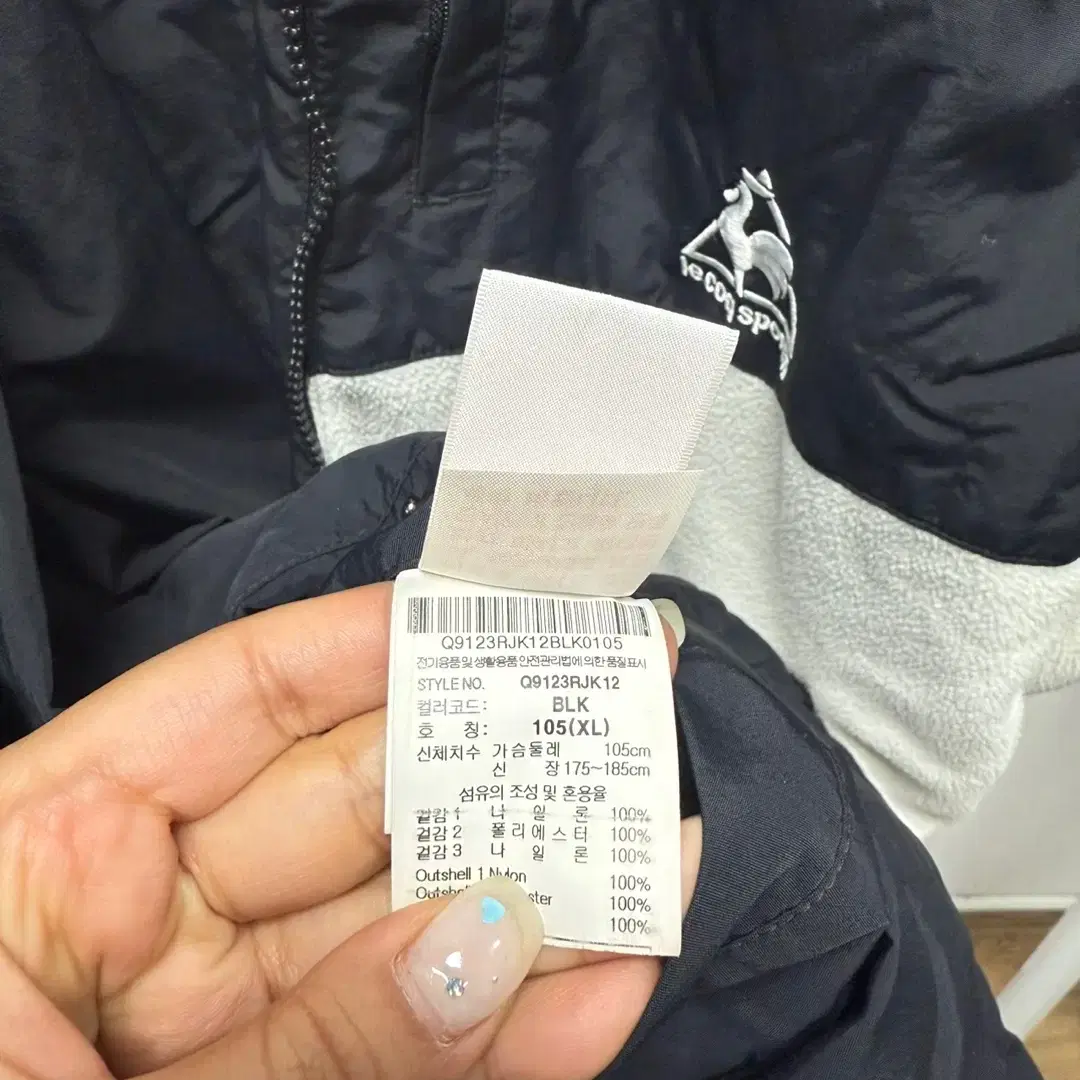 le coq spor
Q9123RJK12BLK0105
전기용품및 생활용품 안전관리법에 의한 품질표시
STYLE NO. Q9123RJK12
컬러코드: BLK
호 칭: 105(XL)
신체치수 가슴둘레 105cm
신 장 175~185cm
섬유의 조성 및 혼용율
겉감 1 나 일 론 100%
겉감 2 폴리에스터 100%
겉감 3 나 일 론 100%
Outshell 1 Nylon 100%
100%
100%